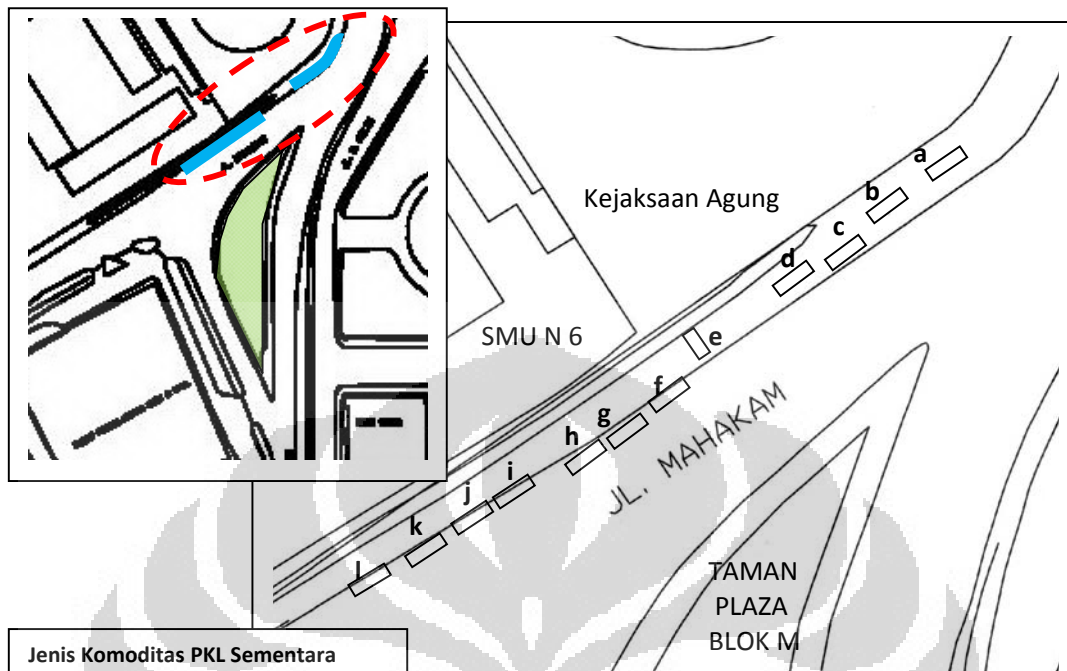 a
b
Kejaksaan Agung
c
d
SMU N 6
e
f
g
h
JL. MAHAKAM
i
j
k
l
TAMAN
PLAZA
BLOK M
Jenis Komoditas PKL Sementara